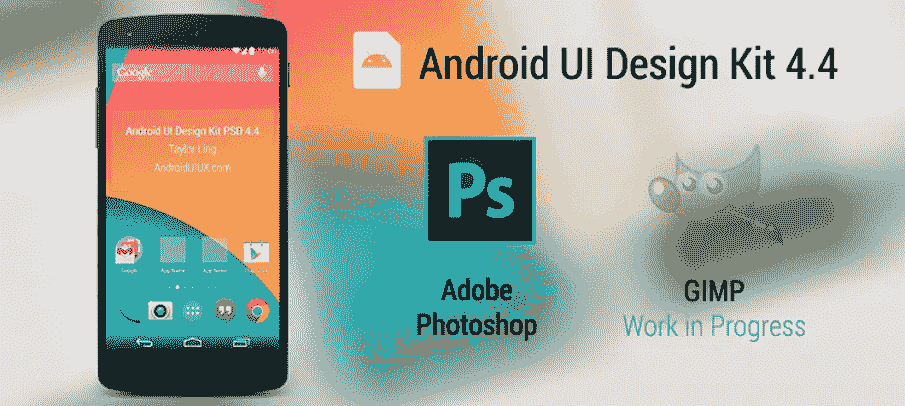 Android UI Design Kit 4.4
Google
Android UI Design Kit PSD 4.4
Taylor Ling
AndroidUIUX.com
Google
Ps
Adobe
Photoshop
GIMP
Work in Progress